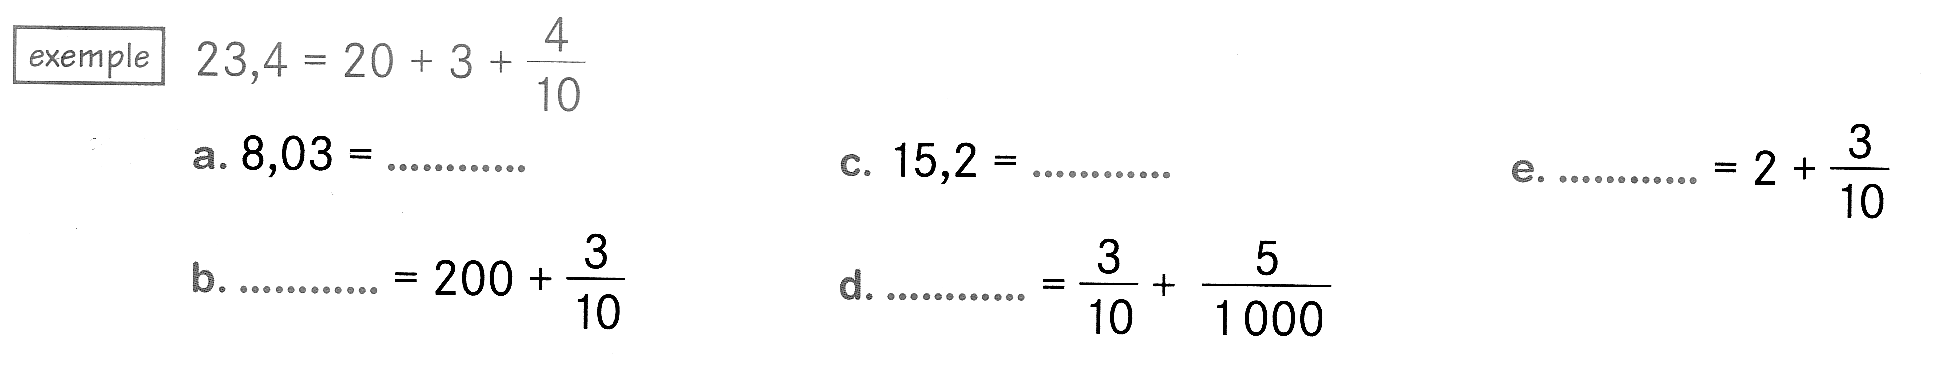 exemple 23,4 = 20 + 3 + 4/10
a. 8,03 = ............
b. ............ = 200 + 3/10
c. 15,2 = ............
d. ............ = 3/10 + 5/1 000
e. ............ = 2 + 3/10